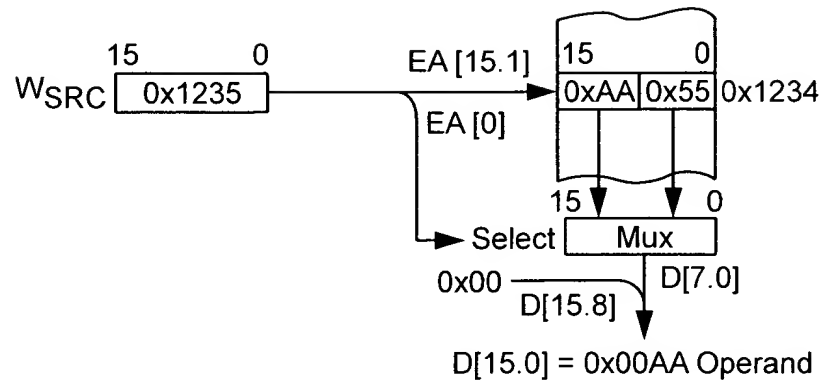 15 0
W SRC 0x1235
EA [15.1]
EA [0]
15 0
0xAA 0x55 0x1234
15 0
Select Mux
0x00
D[7.0]
D[15.8]
D[15.0] = 0x00AA Operand